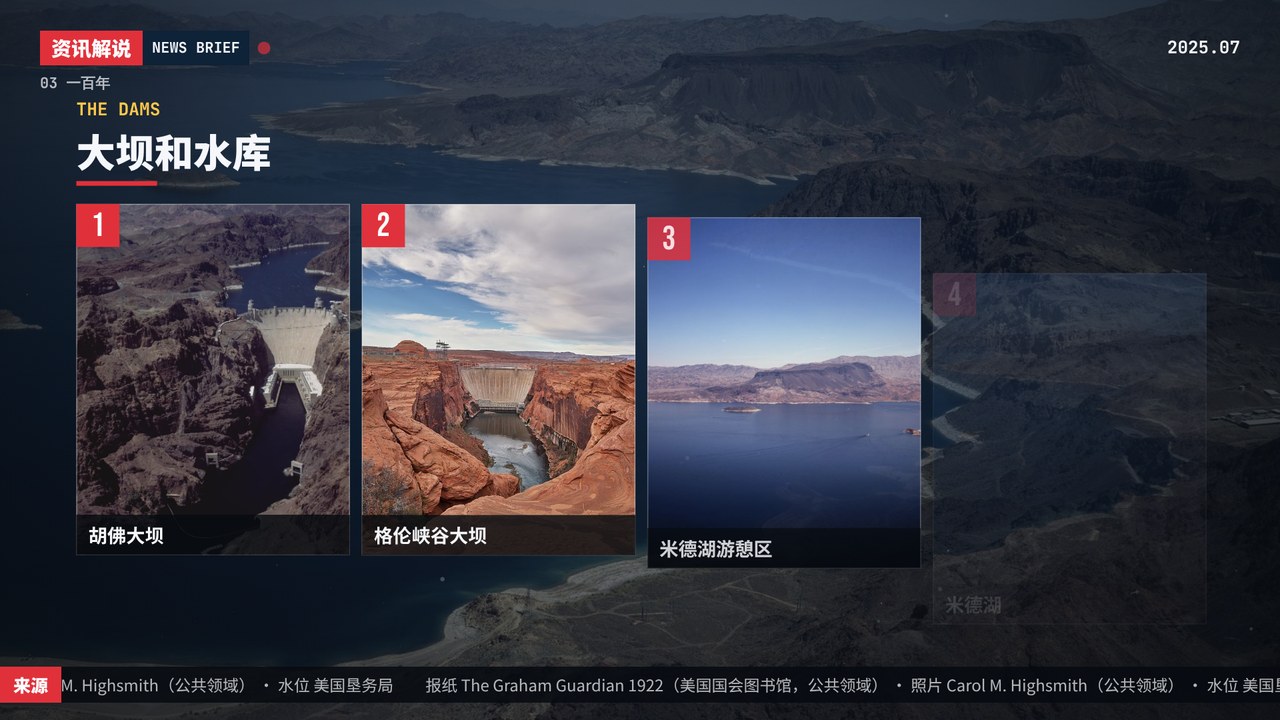 资讯解说 NEWS BRIEF
2025.07
03 一百年
THE DAMS
大坝和水库
1
2
3
4
胡佛大坝
格伦峡谷大坝
米德湖游憩区
米德湖
来源 M. Highsmith（公共领域） · 水位 美国垦务局 报纸 The Graham Guardian 1922（美国国会图书馆，公共领域） · 照片 Carol M. Highsmith（公共领域） · 水位 美国